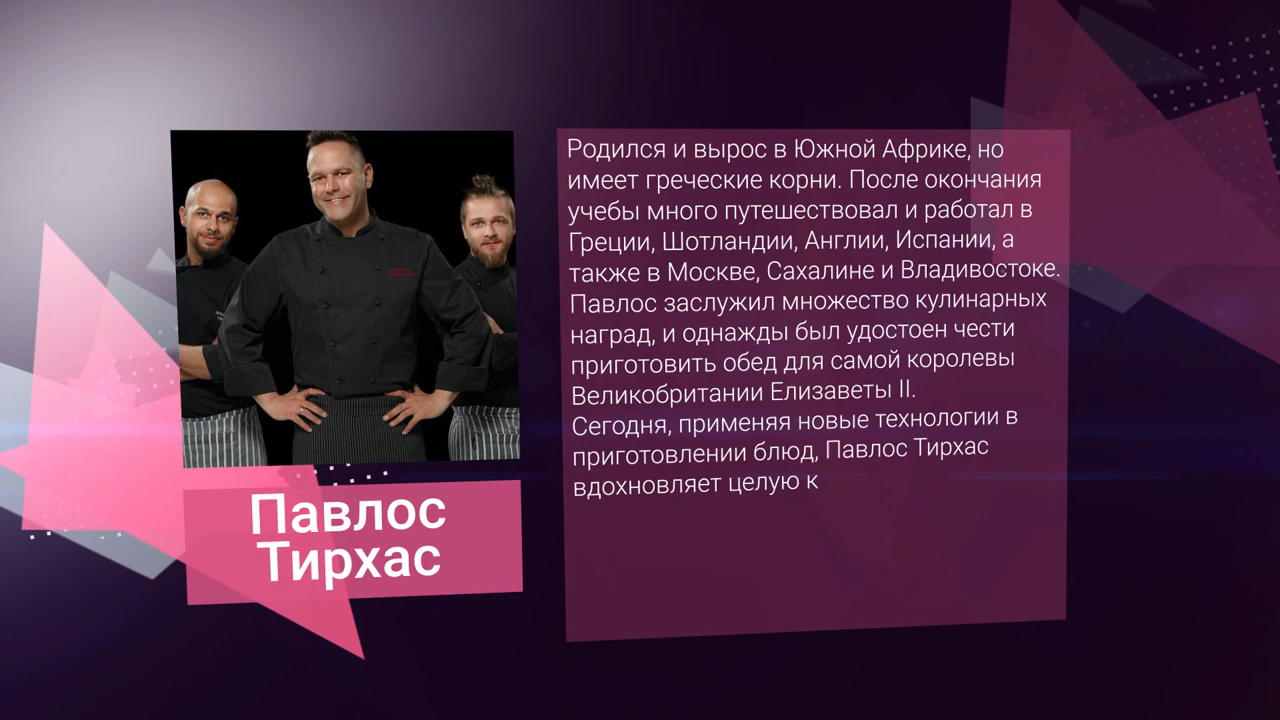 Родился и вырос в Южной Африке, но
имеет греческие корни. После окончания
учебы много путешествовал и работал в
Греции, Шотландии, Англии, Испании, а
также в Москве, Сахалине и Владивостоке.
Павлос заслужил множество кулинарных
наград, и однажды был удостоен чести
приготовить обед для самой королевы
Великобритании Елизаветы II.
Сегодня, применяя новые технологии в
приготовлении блюд, Павлос Тирхас
вдохновляет целую к
Павлос
Тирхас